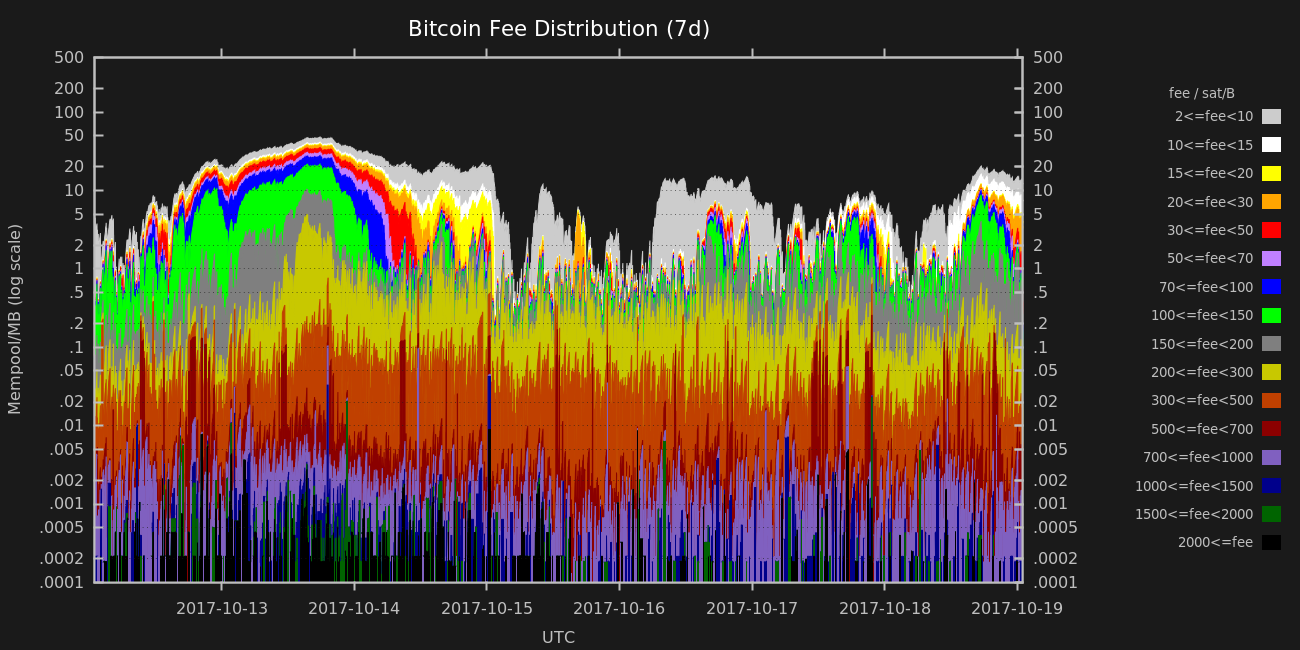 Bitcoin Fee Distribution (7d)
Mempool/MB (log scale)
500
200
100
50
20
10
5
2
1
.5
.2
.1
.05
.02
.01
.005
.002
.001
.0005
.0002
.0001
500
200
100
50
20
10
5
2
1
.5
.2
.1
.05
.02
.01
.005
.002
.001
.0005
.0002
.0001
2017-10-13 2017-10-14 2017-10-15 2017-10-16 2017-10-17 2017-10-18 2017-10-19
UTC
fee / sat/B
2<=fee<10
10<=fee<15
15<=fee<20
20<=fee<30
30<=fee<50
50<=fee<70
70<=fee<100
100<=fee<150
150<=fee<200
200<=fee<300
300<=fee<500
500<=fee<700
700<=fee<1000
1000<=fee<1500
1500<=fee<2000
2000<=fee